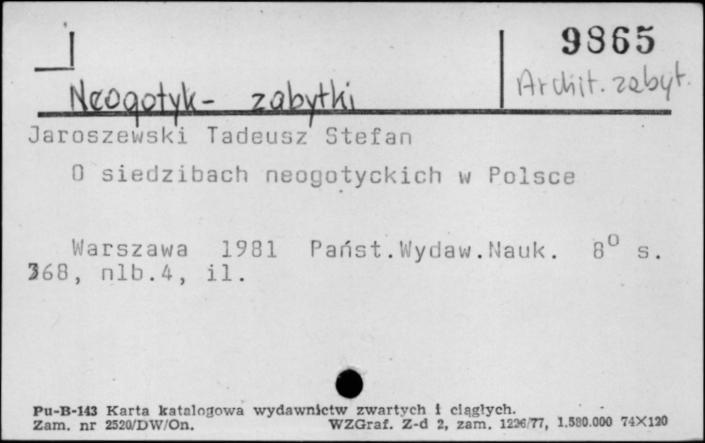 9865
Archit. zabyt.
Neogotyk - zabytki
Jaroszewski Tadeusz Stefan
O siedzibach neogotyckich w Polsce
Warszawa 1981 Państ.Wydaw.Nauk. 8° s.
368, nlb.4, il.
Pu-B-143 Karta katalogowa wydawnictw zwartych i ciągłych.
Zam. nr 2520/DW/On. WZGraf. Z-d 2, zam. 1226/77, 1.580.000 74X120